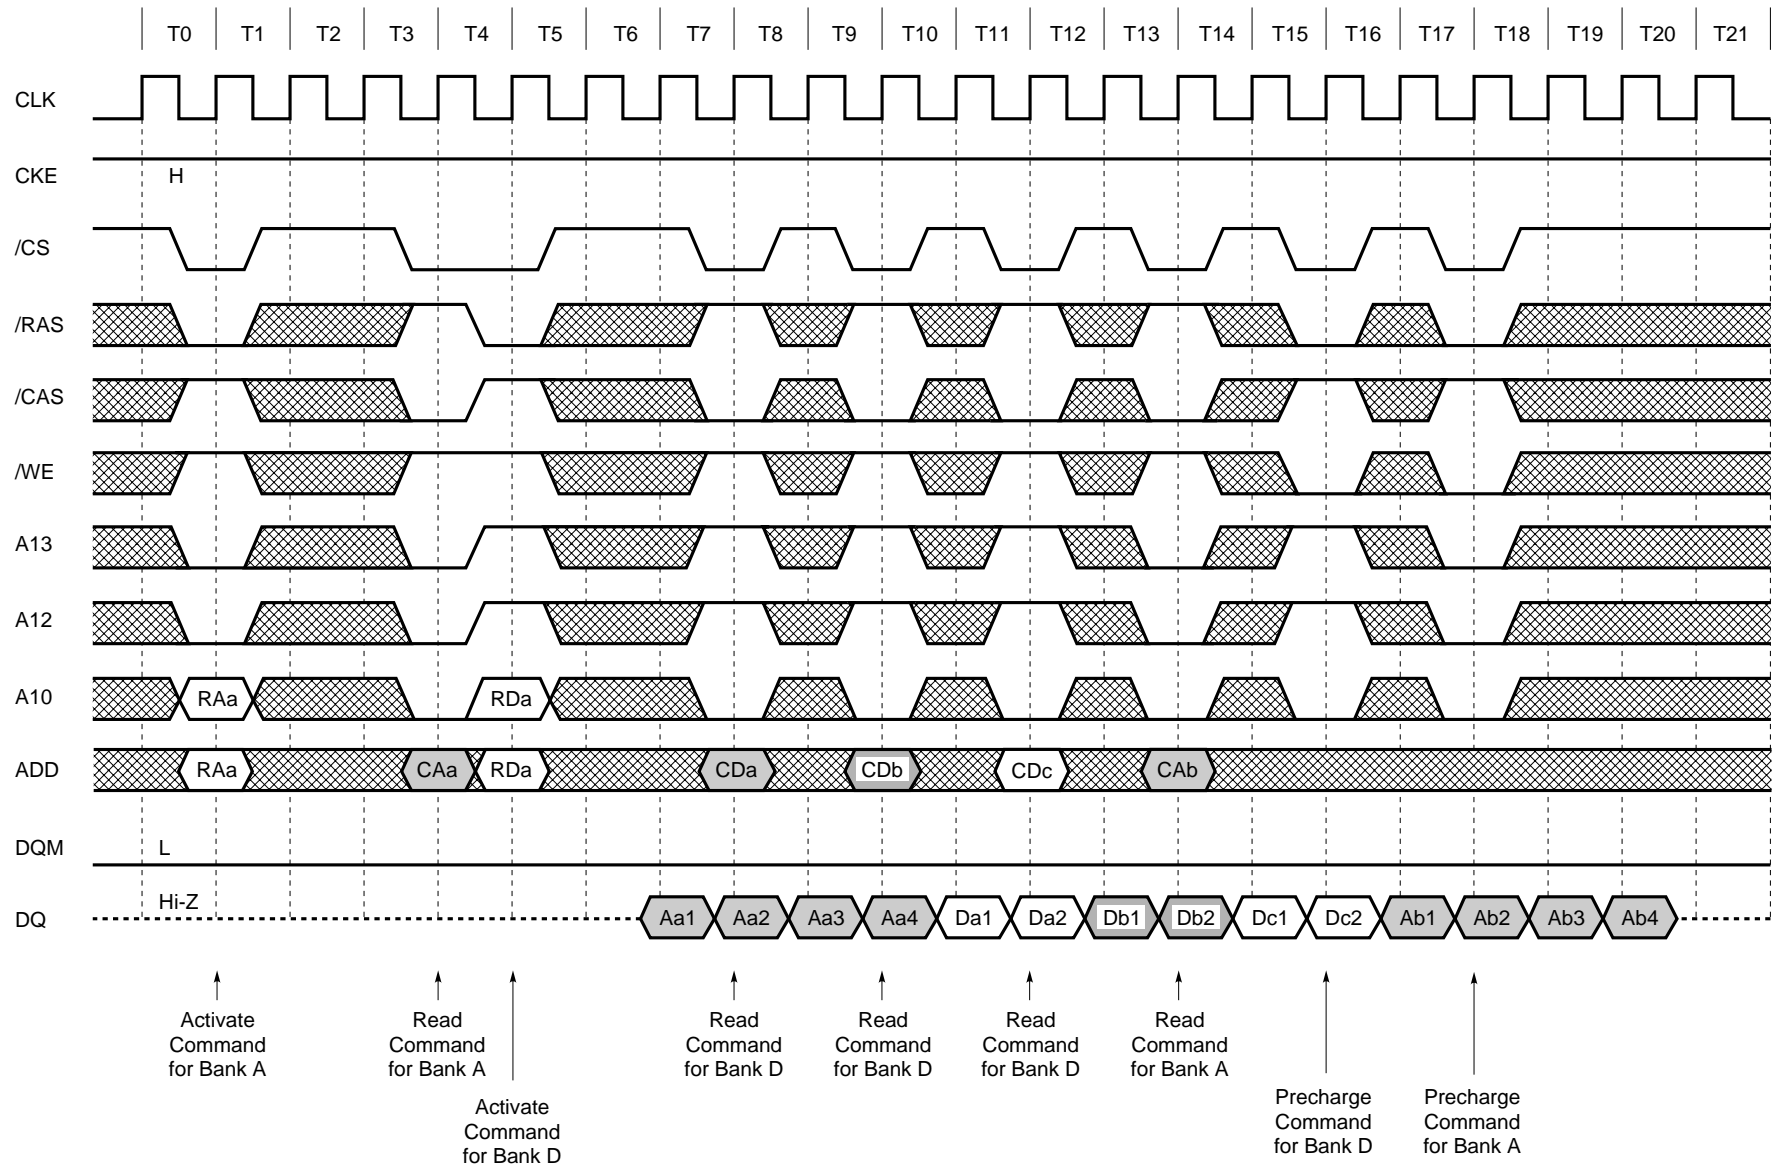 T0 T1 T2 T3 T4 T5 T6 T7 T8 T9 T10 T11 T12 T13 T14 T15 T16 T17 T18 T19 T20 T21
CLK
CKE H
/CS
/RAS
/CAS
/WE
A13
A12
A10 RAa RDa
ADD RAa CAa RDa CDa CDb CDc CAb
DQM L
Hi-Z
DQ Aa1 Aa2 Aa3 Aa4 Da1 Da2 Db1 Db2 Dc1 Dc2 Ab1 Ab2 Ab3 Ab4
Activate
Command
for Bank A
Read
Command
for Bank A
Activate
Command
for Bank D
Read
Command
for Bank D
Read
Command
for Bank D
Read
Command
for Bank D
Read
Command
for Bank A
Precharge
Command
for Bank D
Precharge
Command
for Bank A